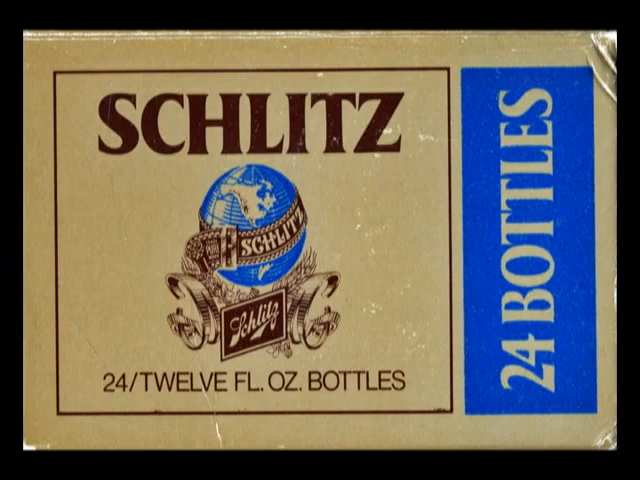 SCHLITZ
SCHLITZ
Schlitz
24/TWELVE FL. OZ. BOTTLES
24 BOTTLES